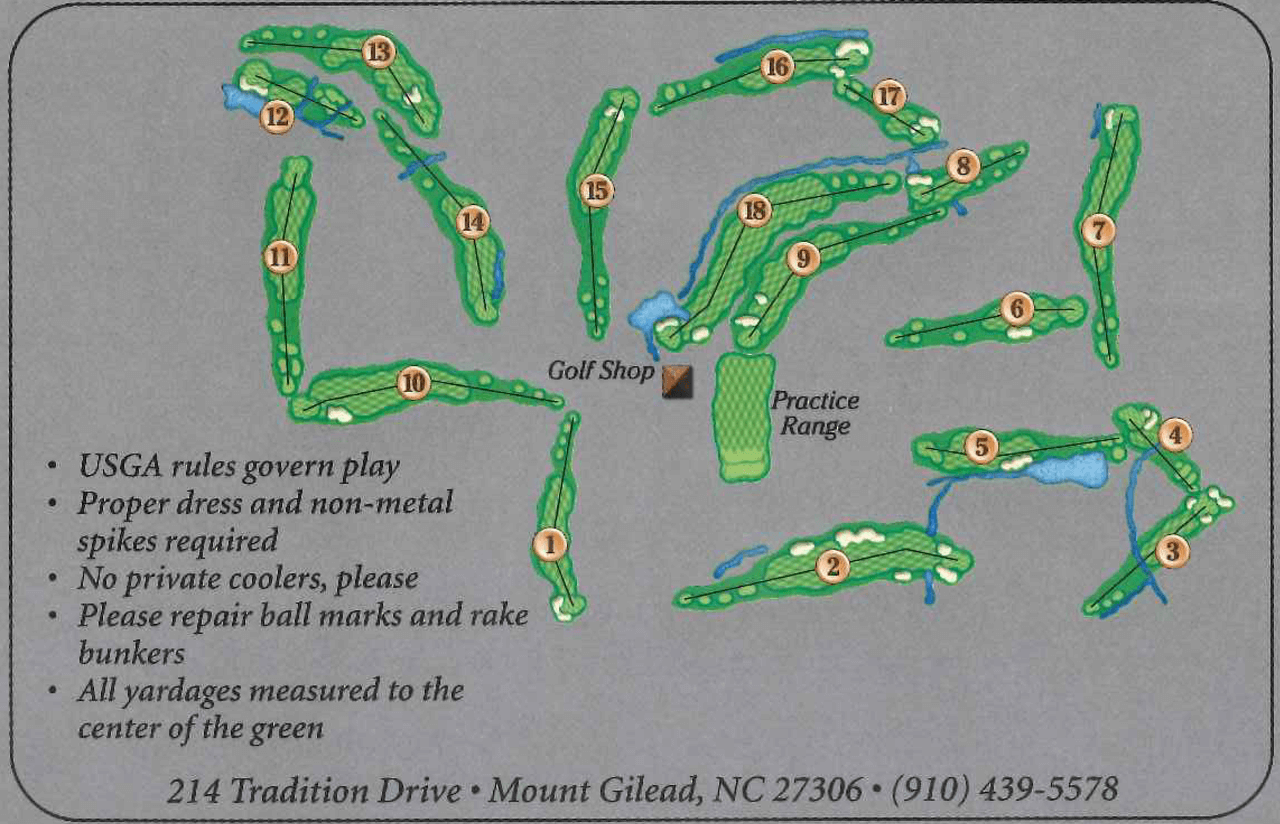 13
16
12
17
8
15
18
14
7
11
9
6
Golf Shop
10
Practice
Range
5
4
• USGA rules govern play
• Proper dress and non-metal
spikes required
1
3
2
• No private coolers, please
• Please repair ball marks and rake
bunkers
• All yardages measured to the
center of the green
214 Tradition Drive • Mount Gilead, NC 27306 • (910) 439-5578